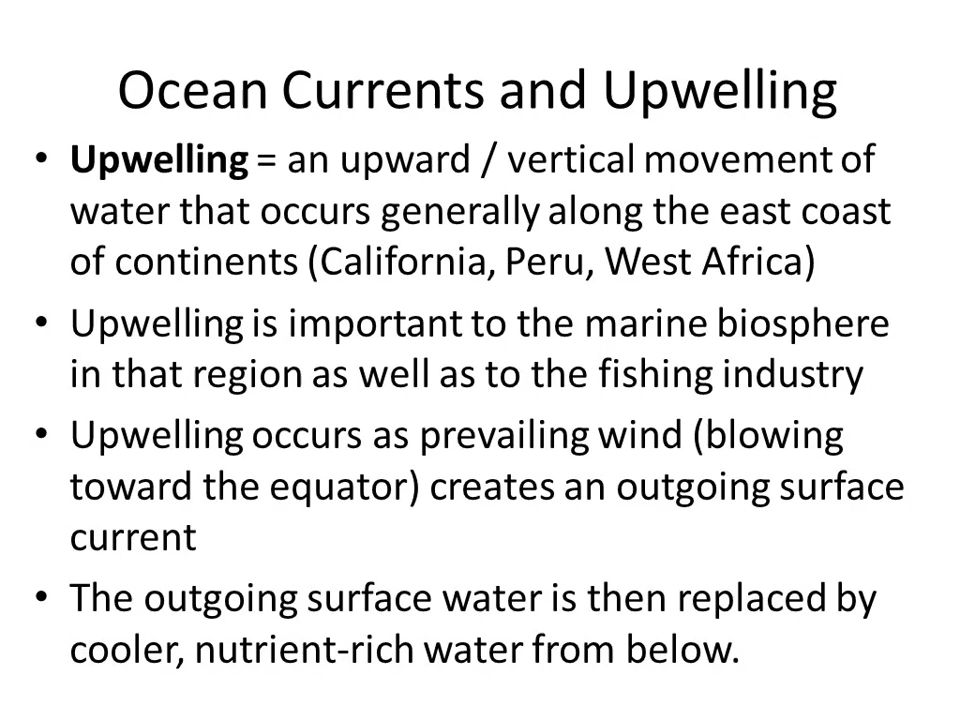 Ocean Currents and Upwelling
• Upwelling = an upward / vertical movement of
water that occurs generally along the east coast
of continents (California, Peru, West Africa)
• Upwelling is important to the marine biosphere
in that region as well as to the fishing industry
• Upwelling occurs as prevailing wind (blowing
toward the equator) creates an outgoing surface
current
• The outgoing surface water is then replaced by
cooler, nutrient-rich water from below.